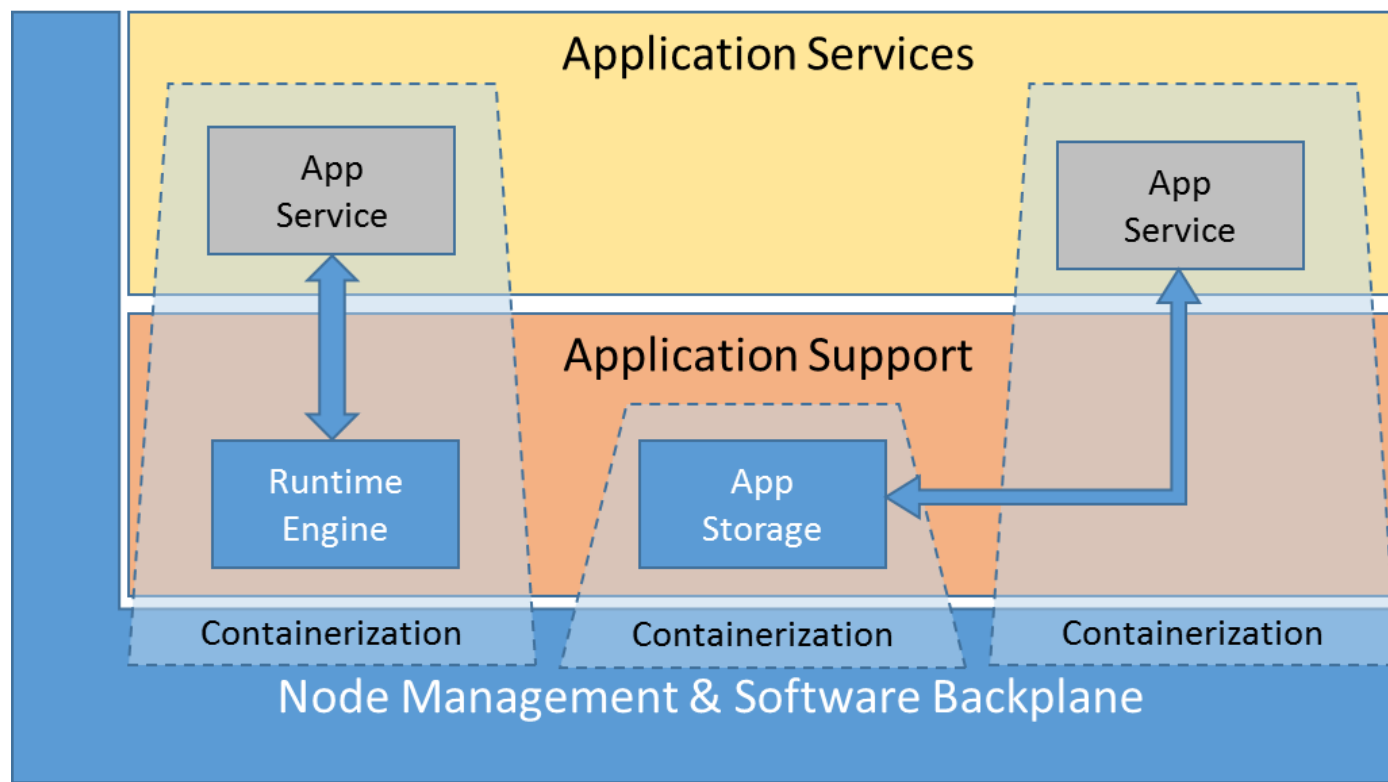 Application Services
App
Service
App
Service
Application Support
Runtime
Engine
App
Storage
Containerization
Containerization
Containerization
Node Management & Software Backplane